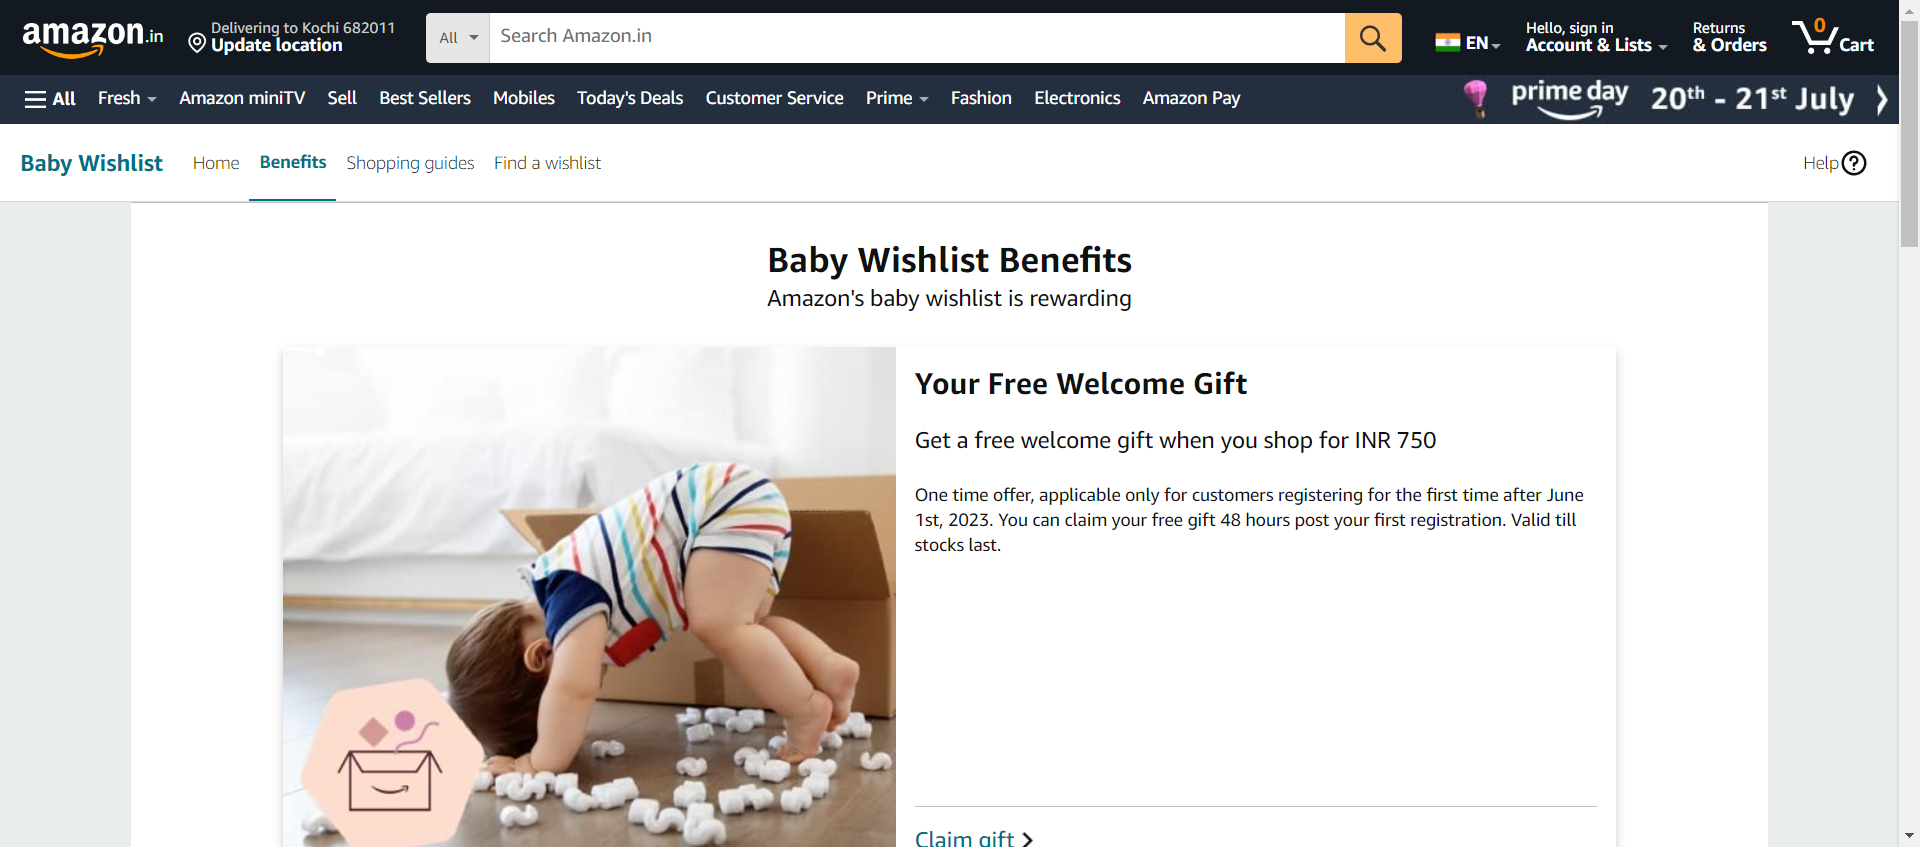 amazon.in
Delivering to Kochi 682011
Update location
All
Search Amazon.in
EN
Hello, sign in
Account & Lists
Returns
& Orders
0
Cart
All
Fresh
Amazon miniTV
Sell
Best Sellers
Mobiles
Today's Deals
Customer Service
Prime
Fashion
Electronics
Amazon Pay
prime day
20th - 21st July
Baby Wishlist
Home
Benefits
Shopping guides
Find a wishlist
Help
Baby Wishlist Benefits
Amazon's baby wishlist is rewarding
Your Free Welcome Gift
Get a free welcome gift when you shop for INR 750
One time offer, applicable only for customers registering for the first time after June
1st, 2023. You can claim your free gift 48 hours post your first registration. Valid till
stocks last.
Claim gift